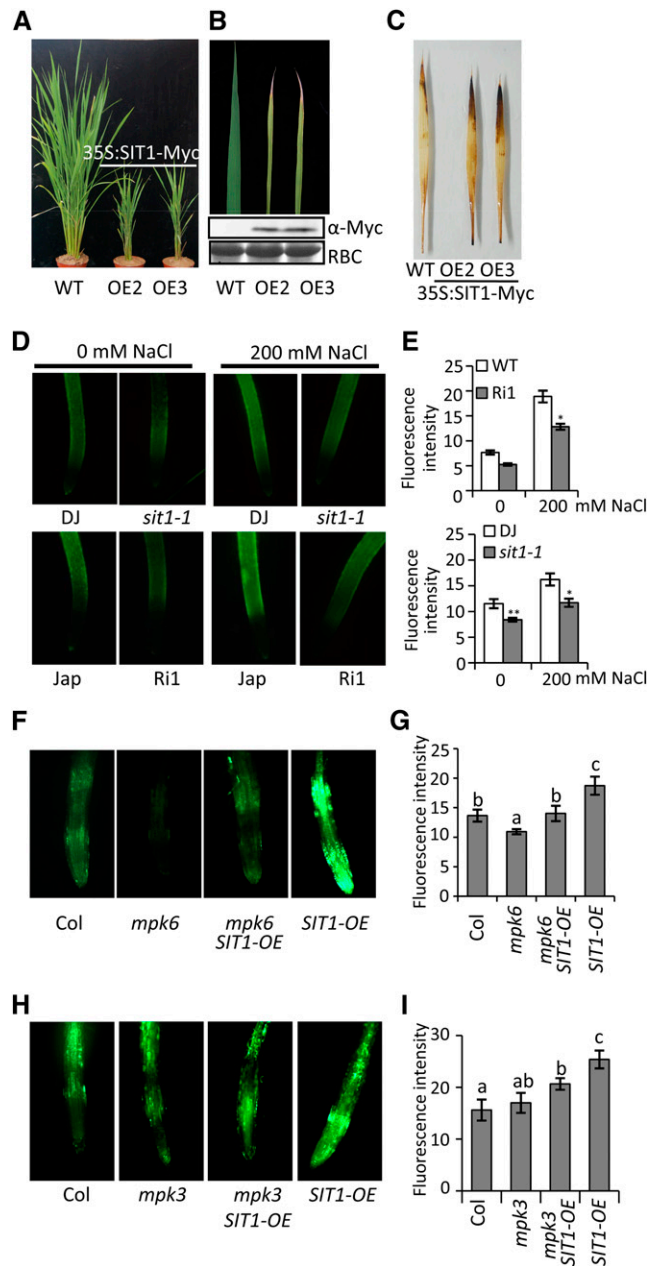 A
B
C
35S:SIT1-Myc
α-Myc
RBC
WT OE2 OE3
WT OE2 OE3
WT OE2 OE3
35S:SIT1-Myc
D
0 mM NaCl
200 mM NaCl
DJ
sit1-1
DJ
sit1-1
Jap
Ri1
Jap
Ri1
E
Fluorescence intensity
25
20
15
10
5
0
WT
Ri1
*
0
200 mM NaCl
Fluorescence intensity
25
20
15
10
5
0
DJ
sit1-1
**
*
0
200 mM NaCl
F
Col
mpk6
mpk6
SIT1-OE
SIT1-OE
G
Fluorescence intensity
25
20
15
10
5
0
b
a
b
c
Col
mpk6
mpk6
SIT1-OE
SIT1-OE
H
Col
mpk3
mpk3
SIT1-OE
SIT1-OE
I
Fluorescence intensity
30
20
10
0
a
ab
b
c
Col
mpk3
mpk3
SIT1-OE
SIT1-OE